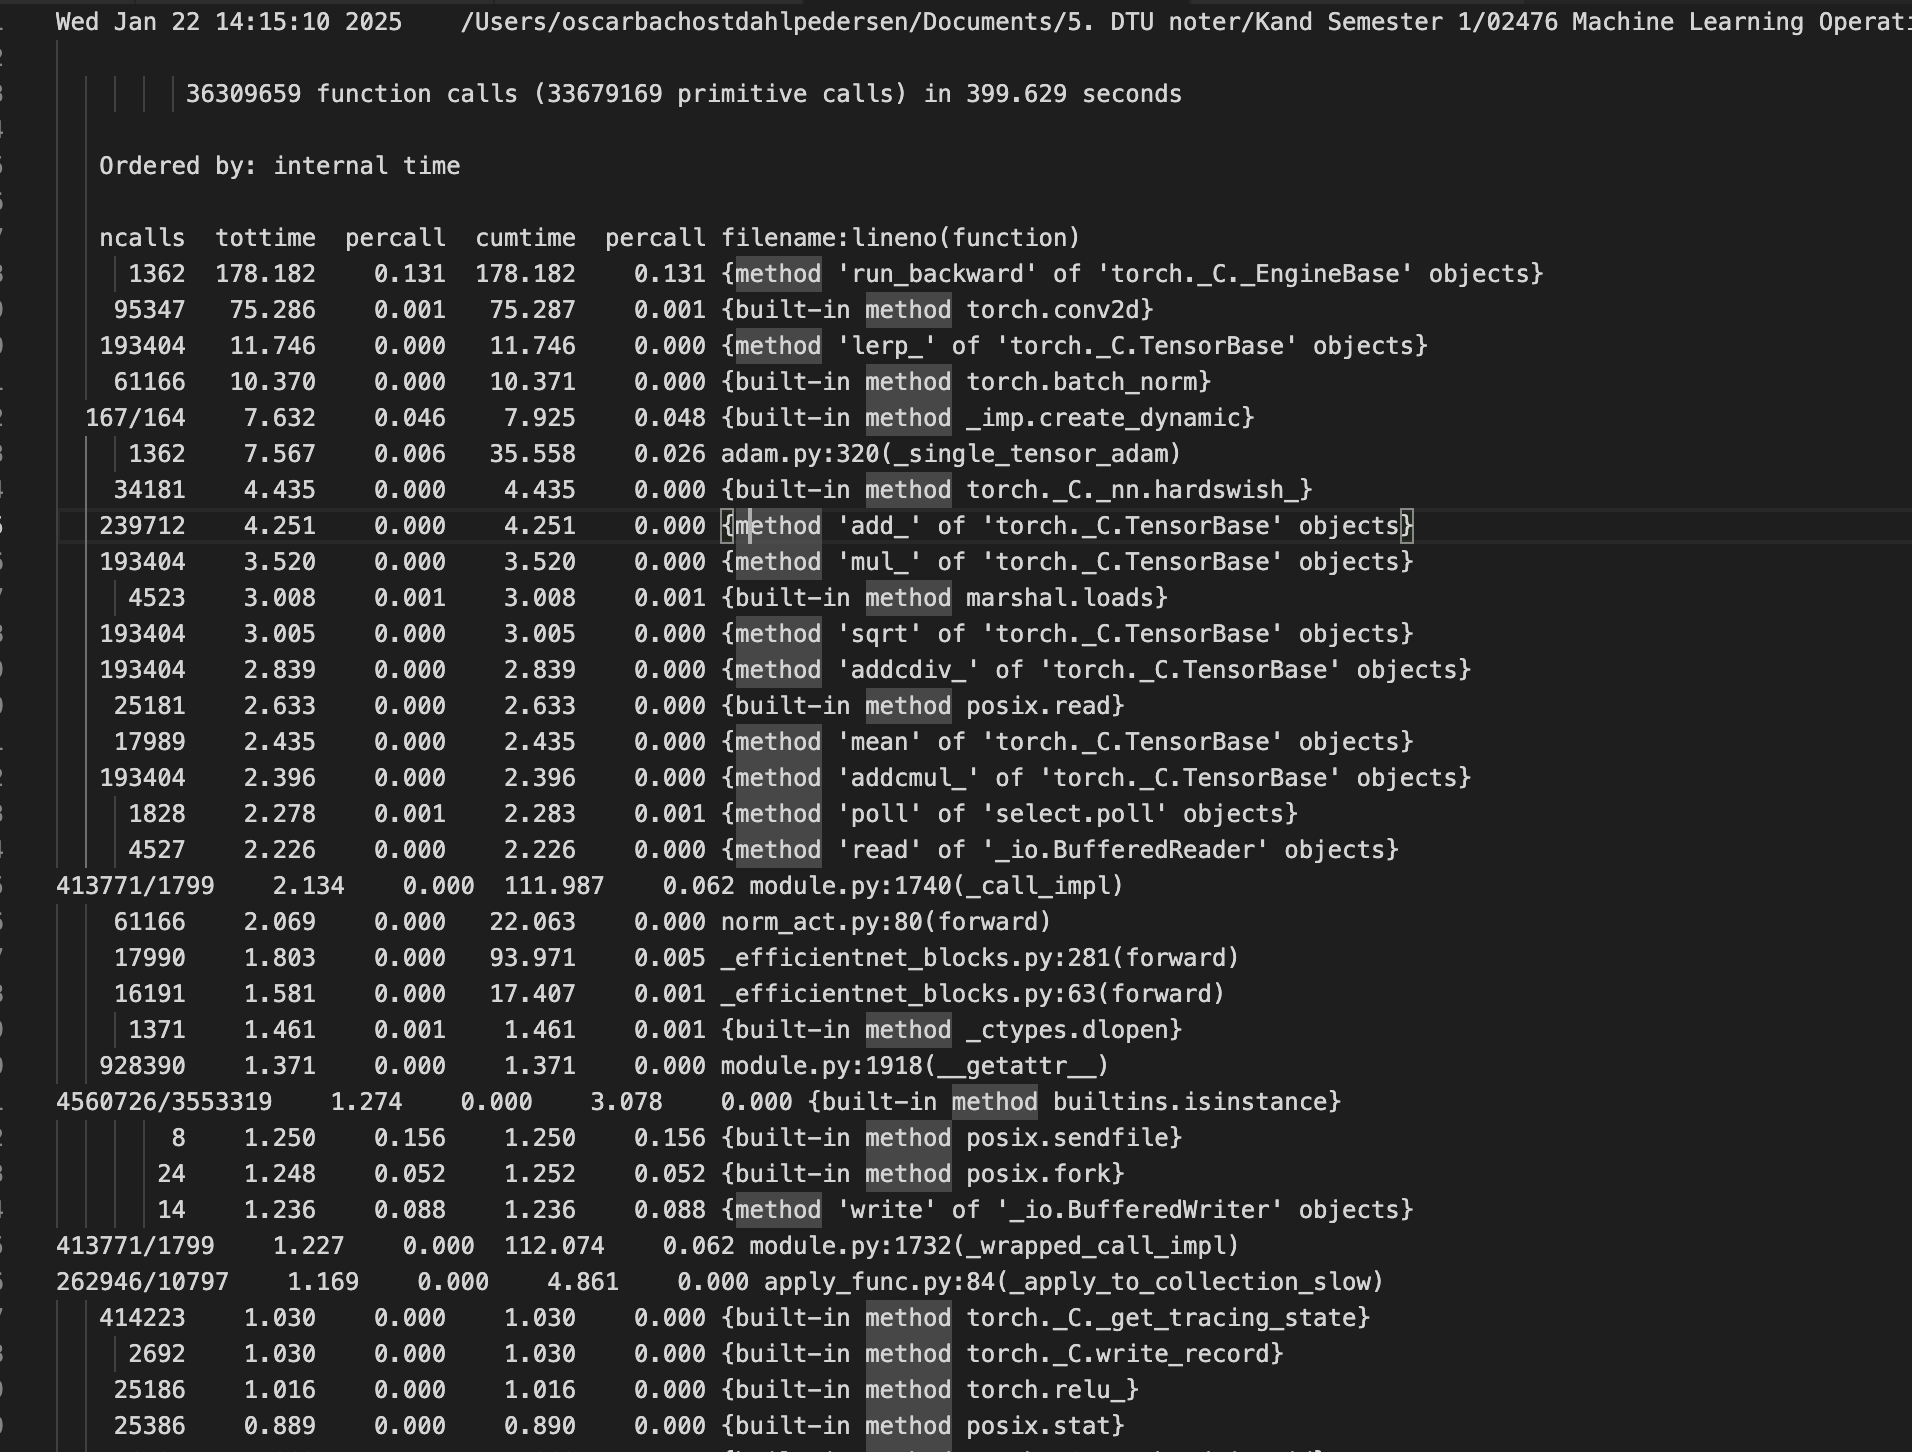 Wed Jan 22 14:15:10 2025    /Users/oscarbachostdahlpedersen/Documents/5. DTU noter/Kand Semester 1/02476 Machine Learning
36309659 function calls (33679169 primitive calls) in 399.629 seconds
Ordered by: internal time
ncalls  tottime  percall  cumtime  percall filename:lineno(function)
1362  178.182    0.131  178.182    0.131 {method 'run_backward' of 'torch._C._EngineBase' objects}
95347   75.286    0.001   75.287    0.001 {built-in method torch.conv2d}
193404   11.746    0.000   11.746    0.000 {method 'lerp_' of 'torch._C.TensorBase' objects}
61166   10.370    0.000   10.371    0.000 {built-in method torch.batch_norm}
167/164    7.632    0.046    7.925    0.048 {built-in method _imp.create_dynamic}
1362    7.567    0.006   35.558    0.026 adam.py:320(_single_tensor_adam)
34181    4.435    0.000    4.435    0.000 {built-in method torch._C._nn.hardswish_}
239712    4.251    0.000    4.251    0.000 {method 'add_' of 'torch._C.TensorBase' objects}
193404    3.520    0.000    3.520    0.000 {method 'mul_' of 'torch._C.TensorBase' objects}
4523    3.008    0.001    3.008    0.001 {built-in method marshal.loads}
193404    3.005    0.000    3.005    0.000 {method 'sqrt' of 'torch._C.TensorBase' objects}
193404    2.839    0.000    2.839    0.000 {method 'addcdiv_' of 'torch._C.TensorBase' objects}
25181    2.633    0.000    2.633    0.000 {built-in method posix.read}
17989    2.435    0.000    2.435    0.000 {method 'mean' of 'torch._C.TensorBase' objects}
193404    2.396    0.000    2.396    0.000 {method 'addcmul_' of 'torch._C.TensorBase' objects}
1828    2.278    0.001    2.283    0.001 {method 'poll' of 'select.poll' objects}
4527    2.226    0.000    2.226    0.000 {method 'read' of '_io.BufferedReader' objects}
413771/1799    2.134    0.000  111.987    0.062 module.py:1740(_call_impl)
61166    2.069    0.000   22.063    0.000 norm_act.py:80(forward)
17990    1.803    0.000   93.971    0.005 _efficientnet_blocks.py:281(forward)
16191    1.581    0.000   17.407    0.001 _efficientnet_blocks.py:63(forward)
1371    1.461    0.001    1.461    0.001 {built-in method _ctypes.dlopen}
928390    1.371    0.000    1.371    0.000 module.py:1918(__getattr__)
4560726/3553319    1.274    0.000    3.078    0.000 {built-in method builtins.isinstance}
8    1.250    0.156    1.250    0.156 {built-in method posix.sendfile}
24    1.248    0.052    1.252    0.052 {built-in method posix.fork}
14    1.236    0.088    1.236    0.088 {method 'write' of '_io.BufferedWriter' objects}
413771/1799    1.227    0.000  112.074    0.062 module.py:1732(_wrapped_call_impl)
262946/10797    1.169    0.000    4.861    0.000 apply_func.py:84(_apply_to_collection_slow)
414223    1.030    0.000    1.030    0.000 {built-in method torch._C._get_tracing_state}
2692    1.030    0.000    1.030    0.000 {built-in method torch._C.write_record}
25186    1.016    0.000    1.016    0.000 {built-in method torch.relu_}
25386    0.889    0.000    0.890    0.000 {built-in method posix.stat}